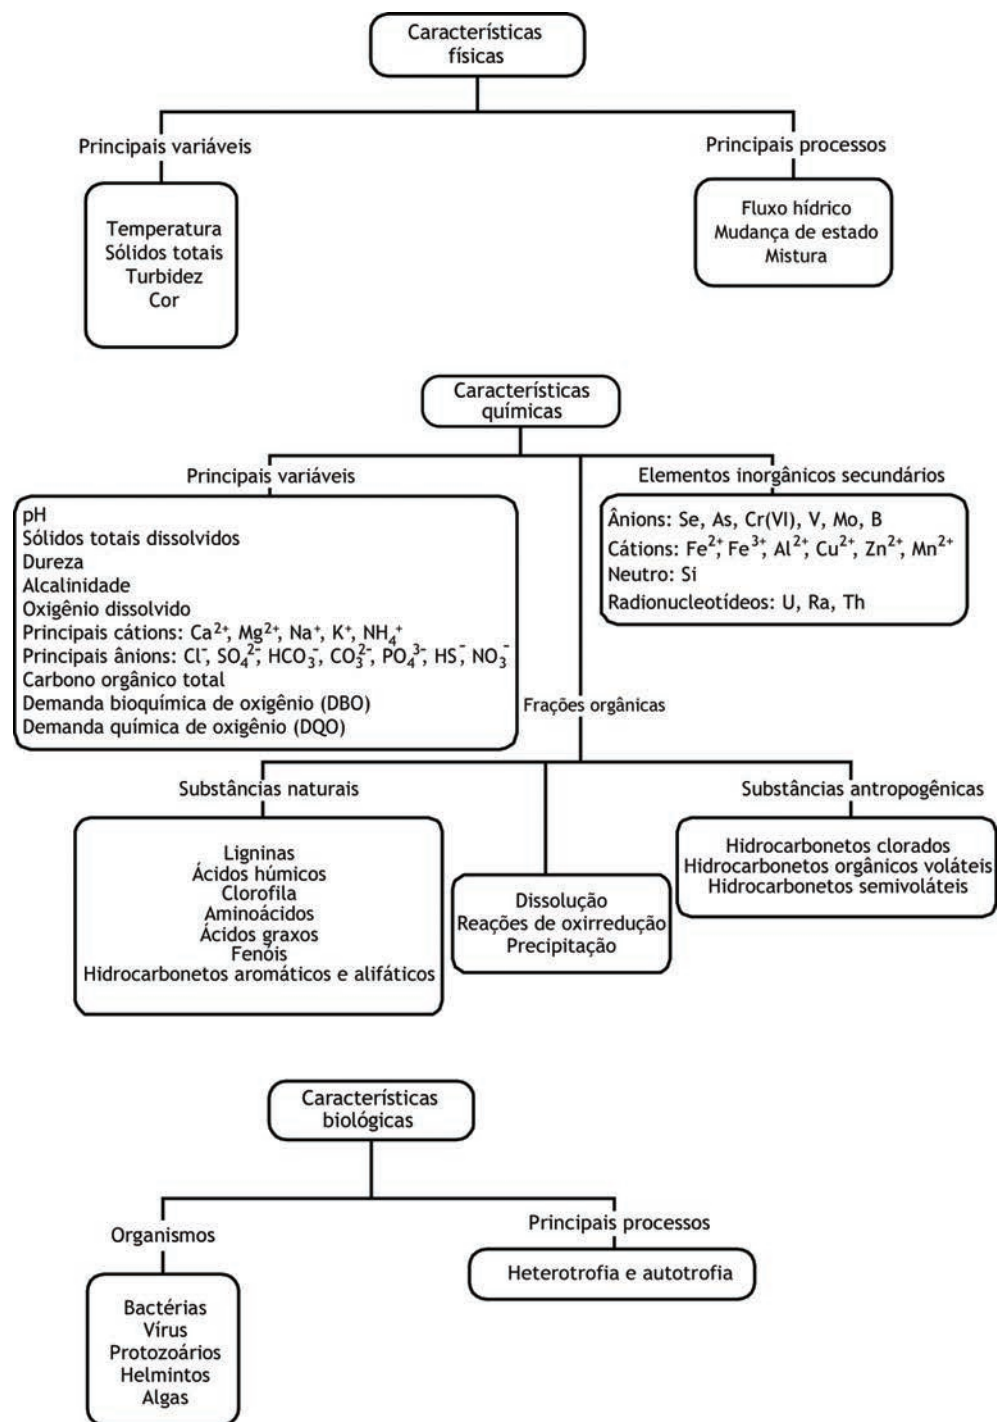 Características
físicas
Principais variáveis
Principais processos
Temperatura
Sólidos totais
Turbidez
Cor
Fluxo hídrico
Mudança de estado
Mistura
Características
químicas
Principais variáveis
Elementos inorgânicos secundários
pH
Sólidos totais dissolvidos
Dureza
Alcalinidade
Oxigênio dissolvido
Principais cátions: Ca²⁺, Mg²⁺, Na⁺, K⁺, NH₄⁺
Principais ânions: Cl⁻, SO₄²⁻, HCO₃⁻, CO₃²⁻, PO₄³⁻, HS⁻, NO₃⁻
Carbono orgânico total
Demanda bioquímica de oxigênio (DBO)
Demanda química de oxigênio (DQO)
Ânions: Se, As, Cr(VI), V, Mo, B
Cátions: Fe²⁺, Fe³⁺, Al²⁺, Cu²⁺, Zn²⁺, Mn²⁺
Neutro: Si
Radionucleotídeos: U, Ra, Th
Frações orgânicas
Substâncias naturais
Substâncias antropogênicas
Ligninas
Ácidos húmicos
Clorofila
Aminoácidos
Ácidos graxos
Fenóis
Hidrocarbonetos aromáticos e alifáticos
Dissolução
Reações de oxirredução
Precipitação
Hidrocarbonetos clorados
Hidrocarbonetos orgânicos voláteis
Hidrocarbonetos semivoláteis
Características
biológicas
Organismos
Principais processos
Bactérias
Vírus
Protozoários
Helmintos
Algas
Heterotrofia e autotrofia